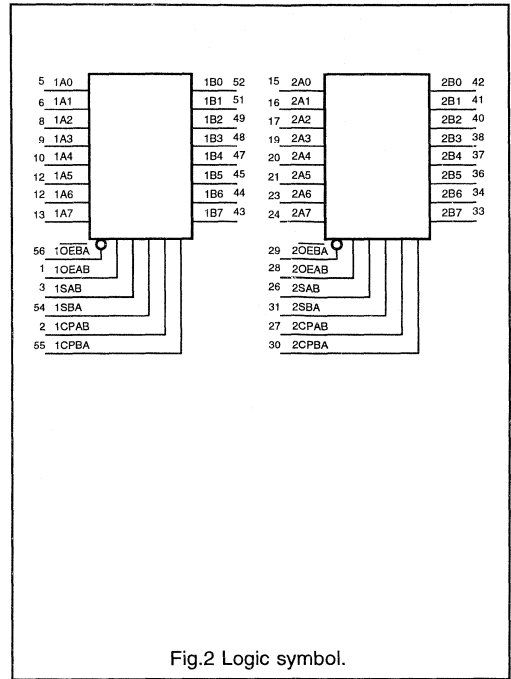 5 1A0 1B0 52 15 2A0 2B0 42
6 1A1 1B1 51 16 2A1 2B1 41
8 1A2 1B2 49 17 2A2 2B2 40
9 1A3 1B3 48 19 2A3 2B3 38
10 1A4 1B4 47 20 2A4 2B4 37
12 1A5 1B5 45 21 2A5 2B5 36
12 1A6 1B6 44 23 2A6 2B6 34
13 1A7 1B7 43 24 2A7 2B7 33
56 1OEBA 29 2OEBA
1 1OEAB 28 2OEAB
3 1SAB 26 2SAB
54 1SBA 31 2SBA
2 1CPAB 27 2CPAB
55 1CPBA 30 2CPBA
Fig.2 Logic symbol.